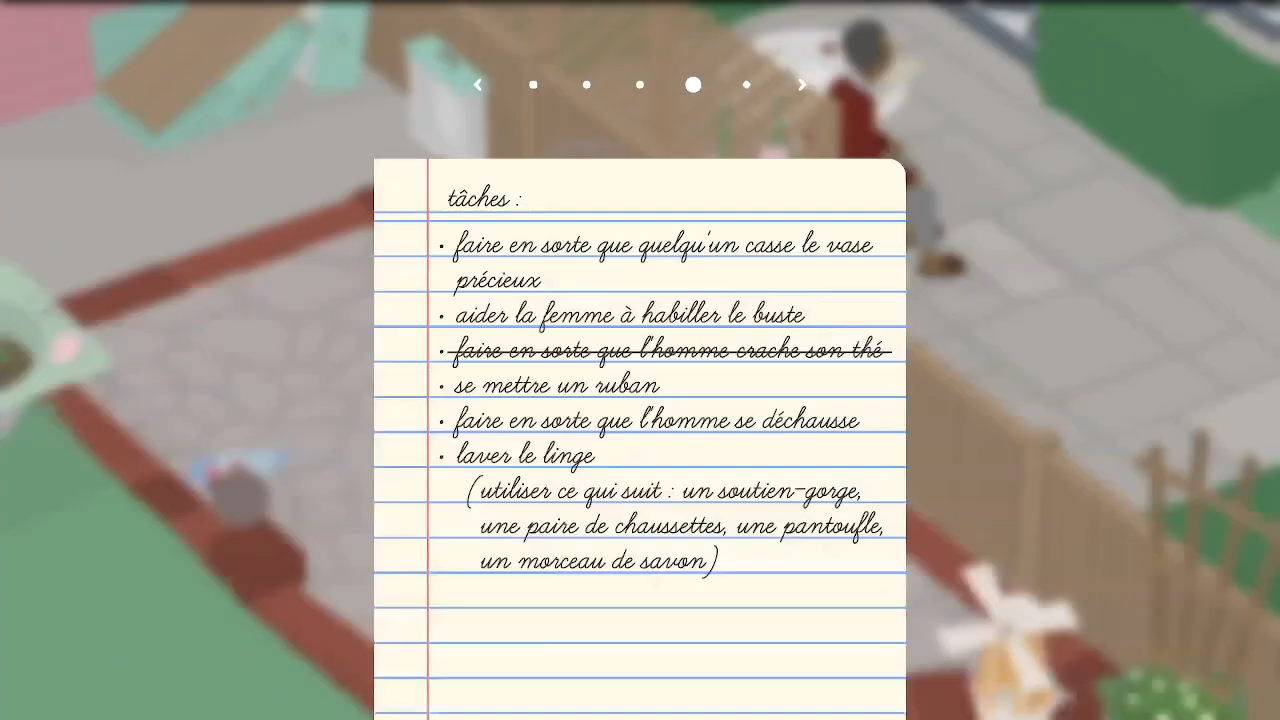 tâches :
• faire en sorte que quelqu'un casse le vase
précieux
• aider la femme à habiller le buste
• faire en sorte que l'homme crache son thé
• se mettre un ruban
• faire en sorte que l'homme se déchausse
• laver le linge
(utiliser ce qui suit : un soutien-gorge,
une paire de chaussettes, une pantoufle,
un morceau de savon)